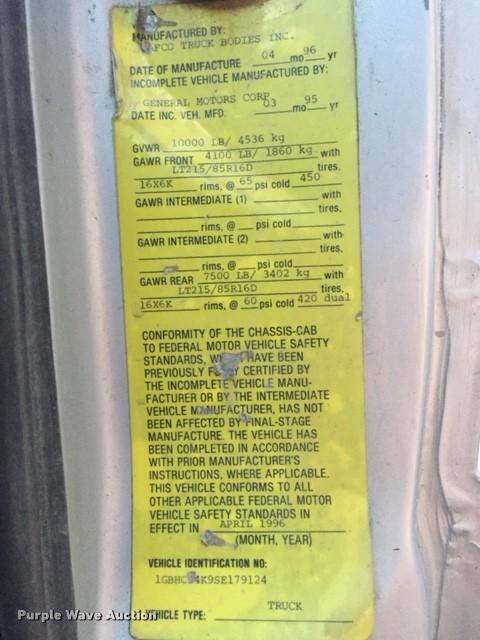 MANUFACTURED BY:
AFCO TRUCK BODIES INC.
DATE OF MANUFACTURE 04 mo 96 yr
INCOMPLETE VEHICLE MANUFACTURED BY:
GENERAL MOTORS CORP
DATE INC. VEH. MFD. 03 mo 95 yr
GVWR 10000 LB/ 4536 kg
GAWR FRONT 4100 LB/ 1860 kg with
LT215/85R16D tires,
16X6K rims, @ 65 psi cold 450
GAWR INTERMEDIATE (1) with
tires,
rims, @ psi cold
GAWR INTERMEDIATE (2) with
tires,
rims, @ psi cold
GAWR REAR 7500 LB/ 3402 kg with
LT215/85R16D tires,
16X6K rims, @ 60 psi cold 420 dual
CONFORMITY OF THE CHASSIS-CAB
TO FEDERAL MOTOR VEHICLE SAFETY
STANDARDS, HAVE BEEN
PREVIOUSLY CERTIFIED BY
THE INCOMPLETE VEHICLE MANU-
FACTURER OR BY THE INTERMEDIATE
VEHICLE MANUFACTURER, HAS NOT
BEEN AFFECTED BY FINAL-STAGE
MANUFACTURE. THE VEHICLE HAS
BEEN COMPLETED IN ACCORDANCE
WITH PRIOR MANUFACTURER'S
INSTRUCTIONS, WHERE APPLICABLE.
THIS VEHICLE CONFORMS TO ALL
OTHER APPLICABLE FEDERAL MOTOR
VEHICLE SAFETY STANDARDS IN
EFFECT IN APRIL 1996
(MONTH, YEAR)
VEHICLE IDENTIFICATION NO:
VEHICLE TYPE: TRUCK
Purple Wave Auction